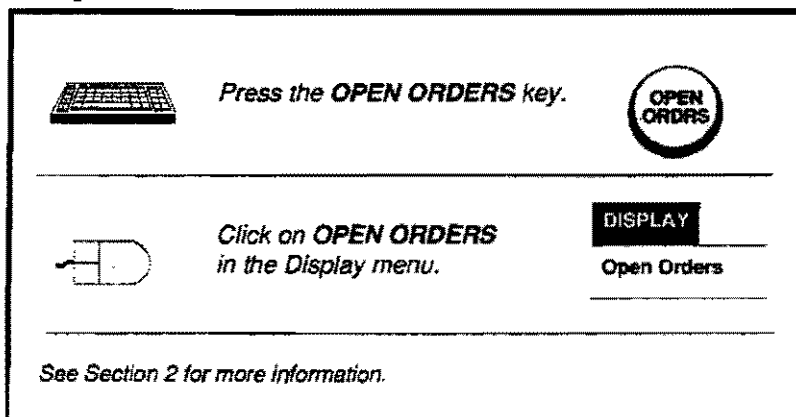 Press the OPEN ORDERS key.
OPEN
ORDRS
Click on OPEN ORDERS
in the Display menu.
DISPLAY
Open Orders
See Section 2 for more information.